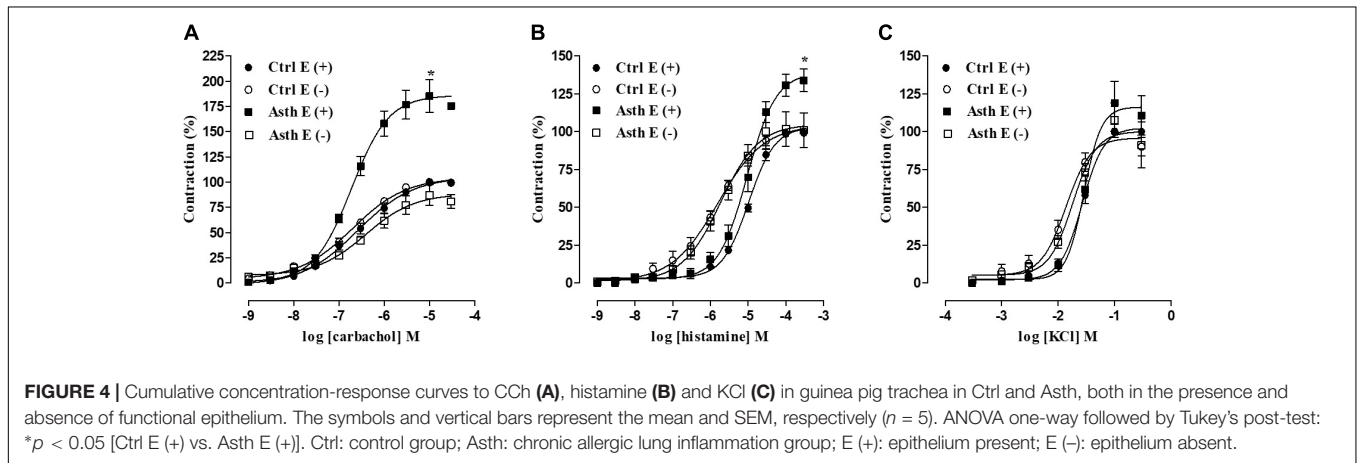 A
B
C
225
200
175
150
125
100
75
50
25
0
Contraction (%)
Ctrl E (+)
Ctrl E (-)
Asth E (+)
Asth E (-)
*
-9 -8 -7 -6 -5 -4
log [carbachol] M
150
125
100
75
50
25
0
Contraction (%)
Ctrl E (+)
Ctrl E (-)
Asth E (+)
Asth E (-)
*
-9 -8 -7 -6 -5 -4 -3
log [histamine] M
150
125
100
75
50
25
0
Contraction (%)
Ctrl E (+)
Ctrl E (-)
Asth E (+)
Asth E (-)
-4 -3 -2 -1 0
log [KCl] M
FIGURE 4 | Cumulative concentration-response curves to CCh (A), histamine (B) and KCl (C) in guinea pig trachea in Ctrl and Asth, both in the presence and
absence of functional epithelium. The symbols and vertical bars represent the mean and SEM, respectively (n = 5). ANOVA one-way followed by Tukey's post-test:
*p < 0.05 [Ctrl E (+) vs. Asth E (+)]. Ctrl: control group; Asth: chronic allergic lung inflammation group; E (+): epithelium present; E (–): epithelium absent.